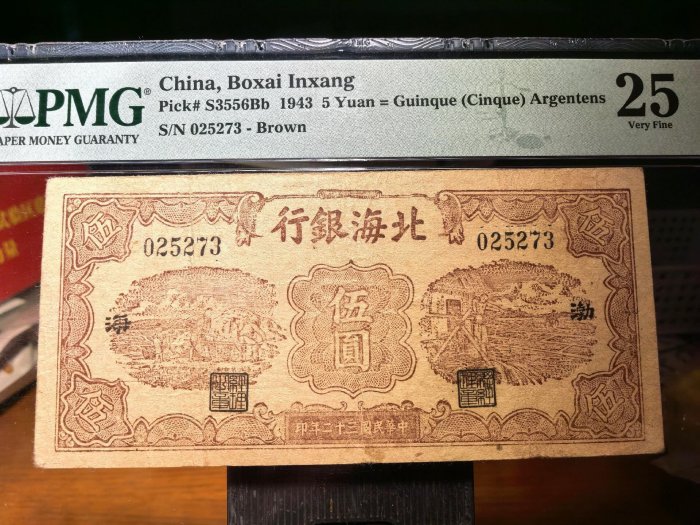 PMG®
PAPER MONEY GUARANTY
China, Boxai Inxang
Pick# S3556Bb 1943 5 Yuan = Guinque (Cinque) Argentens
S/N 025273 - Brown
25
Very Fine
行銀海北
伍
伍
025273
025273
海
渤
伍圓
伍
伍
印年二十三國民華中